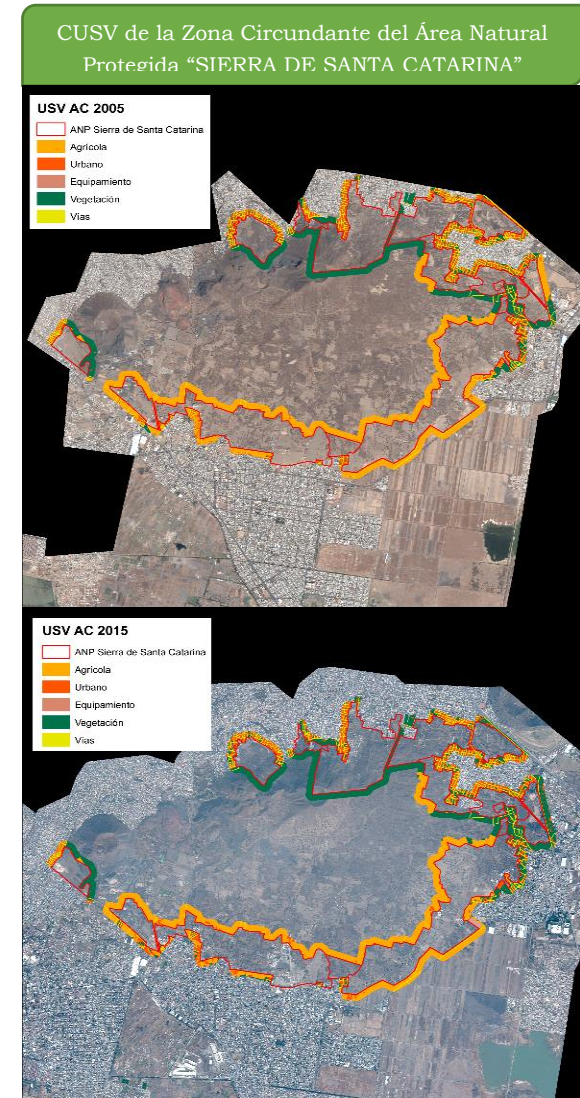 CUSV de la Zona Circundante del Área Natural
Protegida “SIERRA DE SANTA CATARINA”
USV AC 2005
ANP Sierra de Santa Catarina
Agrícola
Urbano
Equipamiento
Vegetación
Vías
USV AC 2015
ANP Sierra de Santa Catarina
Agrícola
Urbano
Equipamiento
Vegetación
Vías